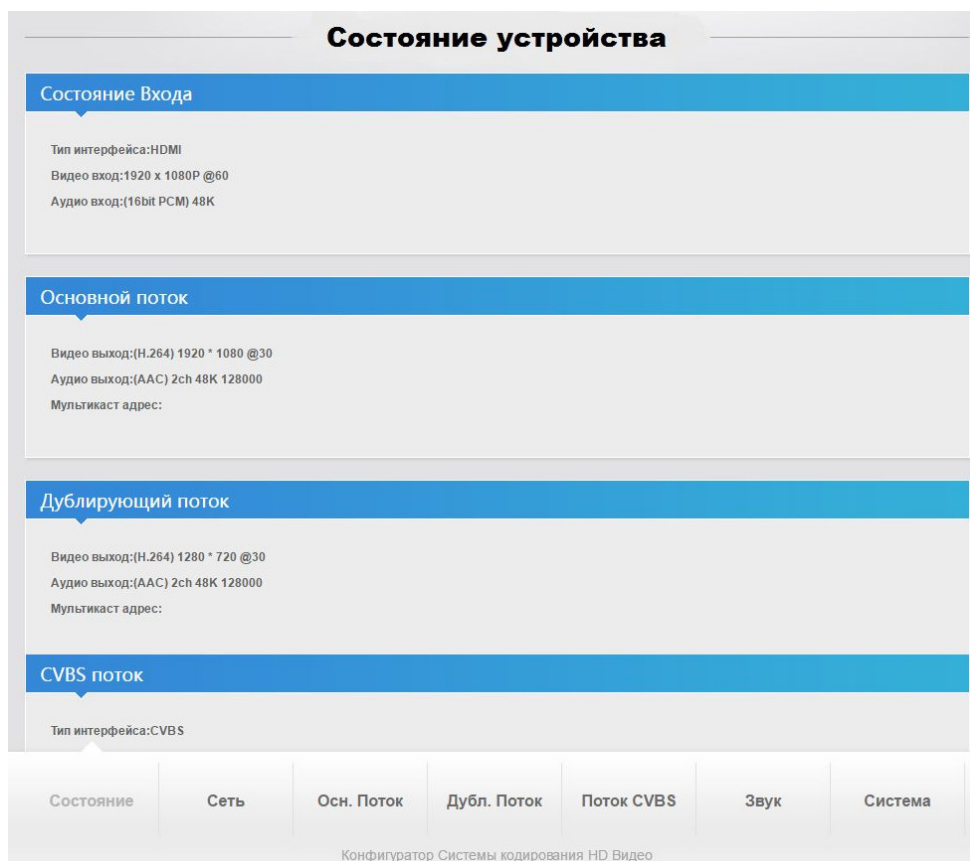 Состояние устройства
Состояние Входа
Тип интерфейса:HDMI
Видео вход:1920 x 1080P @60
Аудио вход:(16bit PCM) 48K
Основной поток
Видео выход:(H.264) 1920 * 1080 @30
Аудио выход:(AAC) 2ch 48K 128000
Мультикаст адрес:
Дублирующий поток
Видео выход:(H.264) 1280 * 720 @30
Аудио выход:(AAC) 2ch 48K 128000
Мультикаст адрес:
CVBS поток
Тип интерфейса:CVBS
Состояние Сеть Осн. Поток Дубл. Поток Поток CVBS Звук Система
Конфигуратор Системы кодирования HD Видео